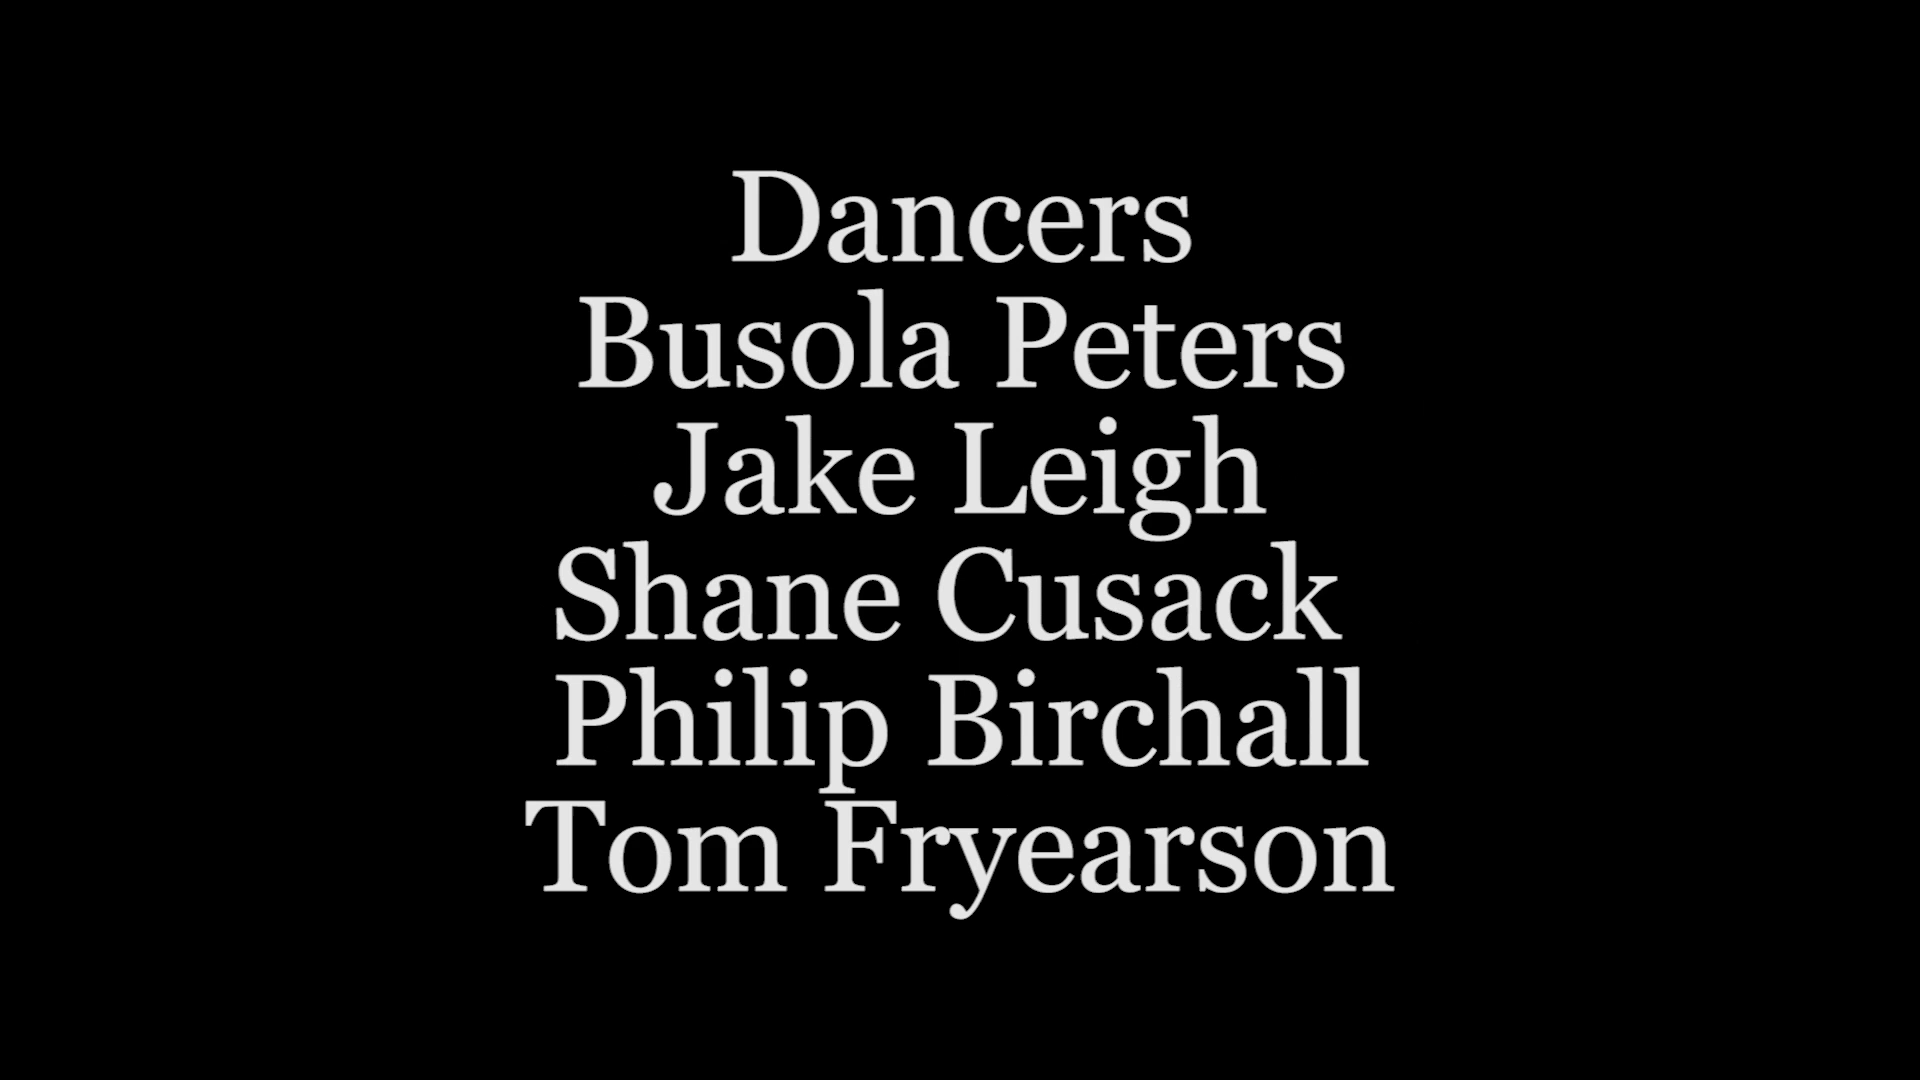 Dancers
Busola Peters
Jake Leigh
Shane Cusack
Philip Birchall
Tom Fryearson